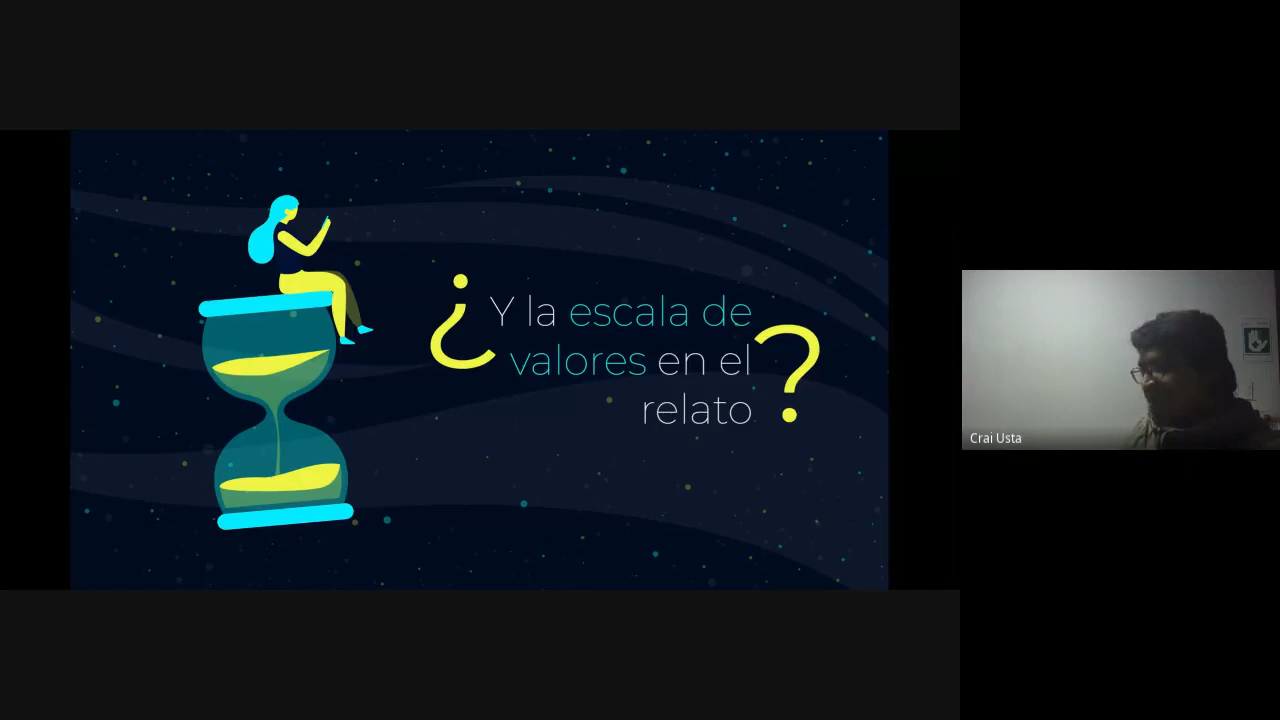 ¿Y la escala de
valores en el
relato?
Crai Usta